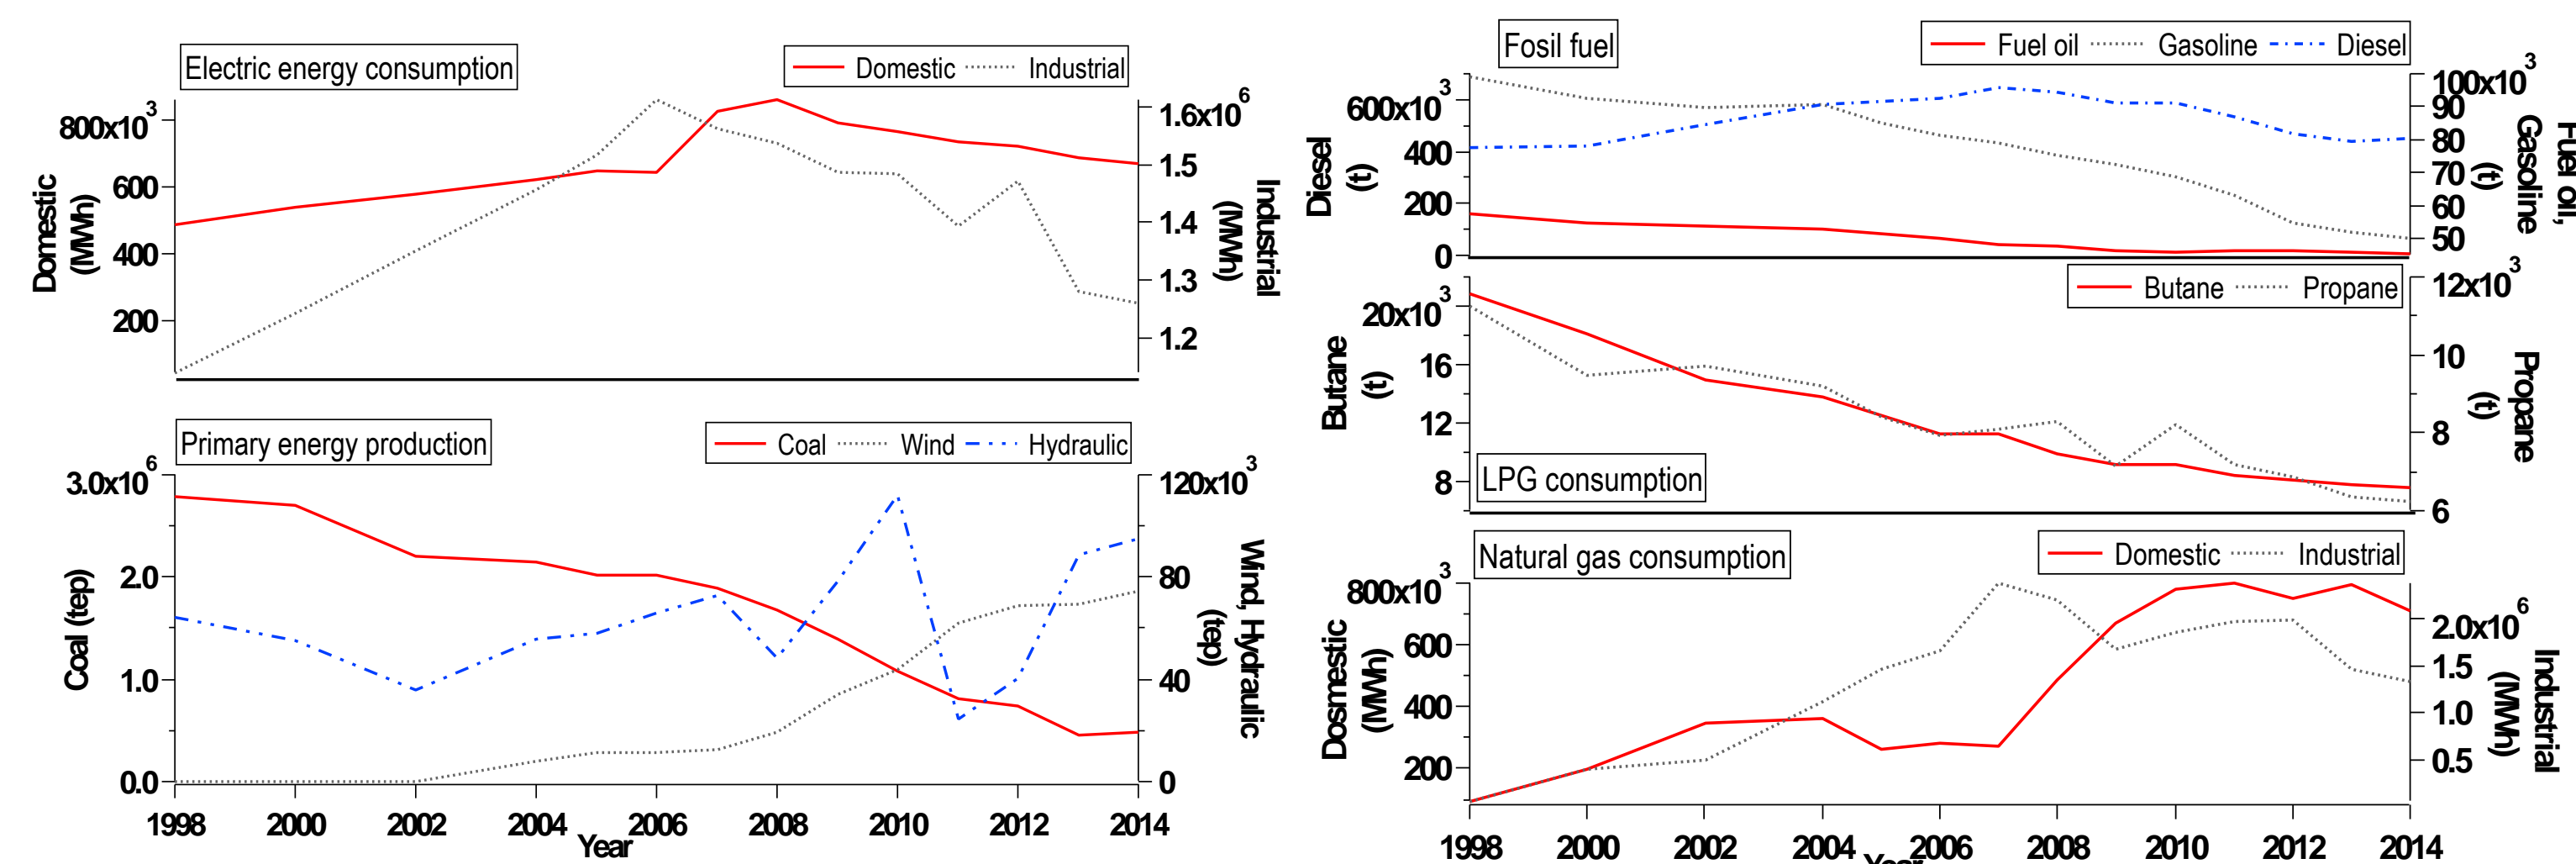 Electric energy consumption
Domestic Industrial
800x10³
600
400
200
Domestic
(MWh)
1.6x10⁶
1.5
1.4
1.3
1.2
Industrial
(MWh)
Primary energy production
Coal Wind Hydraulic
3.0x10⁶
2.0
1.0
0.0
Coal (tep)
120x10³
80
40
0
Wind, Hydraulic
(tep)
1998 2000 2002 2004 2006 2008 2010 2012 2014
Year
Fosil fuel
Fuel oil Gasoline Diesel
600x10³
400
200
0
Diesel
(t)
100x10³
90
80
70
60
50
Fuel oil,
Gasoline
(t)
Butane Propane
20x10³
16
12
8
Butane
(t)
LPG consumption
12x10³
10
8
6
Propane
(t)
Natural gas consumption
Domestic Industrial
800x10³
600
400
200
Dosmestic
(MWh)
2.0x10⁶
1.5
1.0
0.5
Industrial
(MWh)
1998 2000 2002 2004 2006 2008 2010 2012 2014
Year